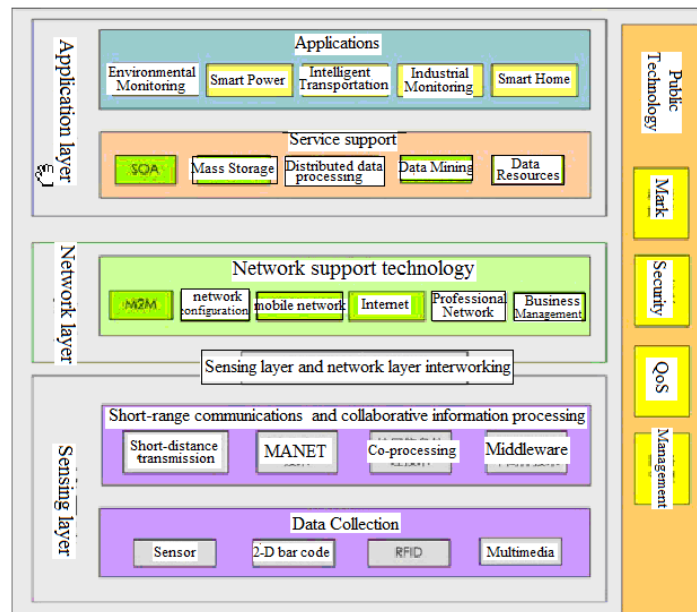 Application layer
Applications
Environmental
Monitoring
Smart Power
Intelligent
Transportation
Industrial
Monitoring
Smart Home
Service support
SOA
Mass Storage
Distributed data
processing
Data Mining
Data
Resources
Network layer
Network support technology
M2M
network
configuration
mobile network
Internet
Professional
Network
Business
Management
Sensing layer and network layer interworking
Sensing layer
Short-range communications and collaborative information processing
Short-distance
transmission
MANET
Co-processing
Middleware
Data Collection
Sensor
2-D bar code
RFID
Multimedia
Public
Technology
Mark
Security
QoS
Management